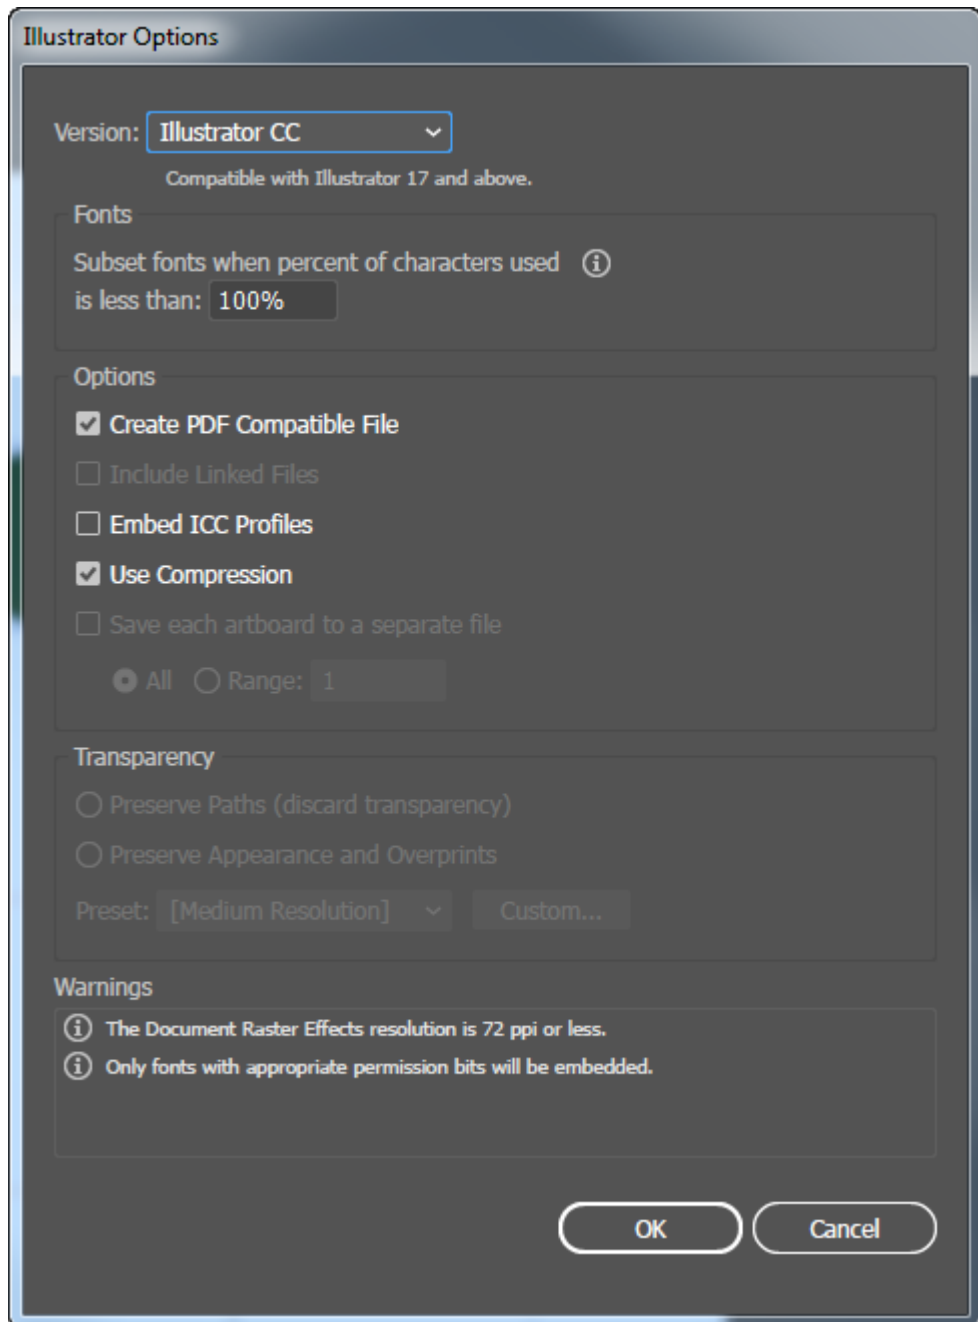 Illustrator Options
Version: Illustrator CC
Compatible with Illustrator 17 and above.
Fonts
Subset fonts when percent of characters used
is less than: 100%
Options
Create PDF Compatible File
Include Linked Files
Embed ICC Profiles
Use Compression
Save each artboard to a separate file
All Range: 1
Transparency
Preserve Paths (discard transparency)
Preserve Appearance and Overprints
Preset: [Medium Resolution] Custom...
Warnings
The Document Raster Effects resolution is 72 ppi or less.
Only fonts with appropriate permission bits will be embedded.
OK Cancel